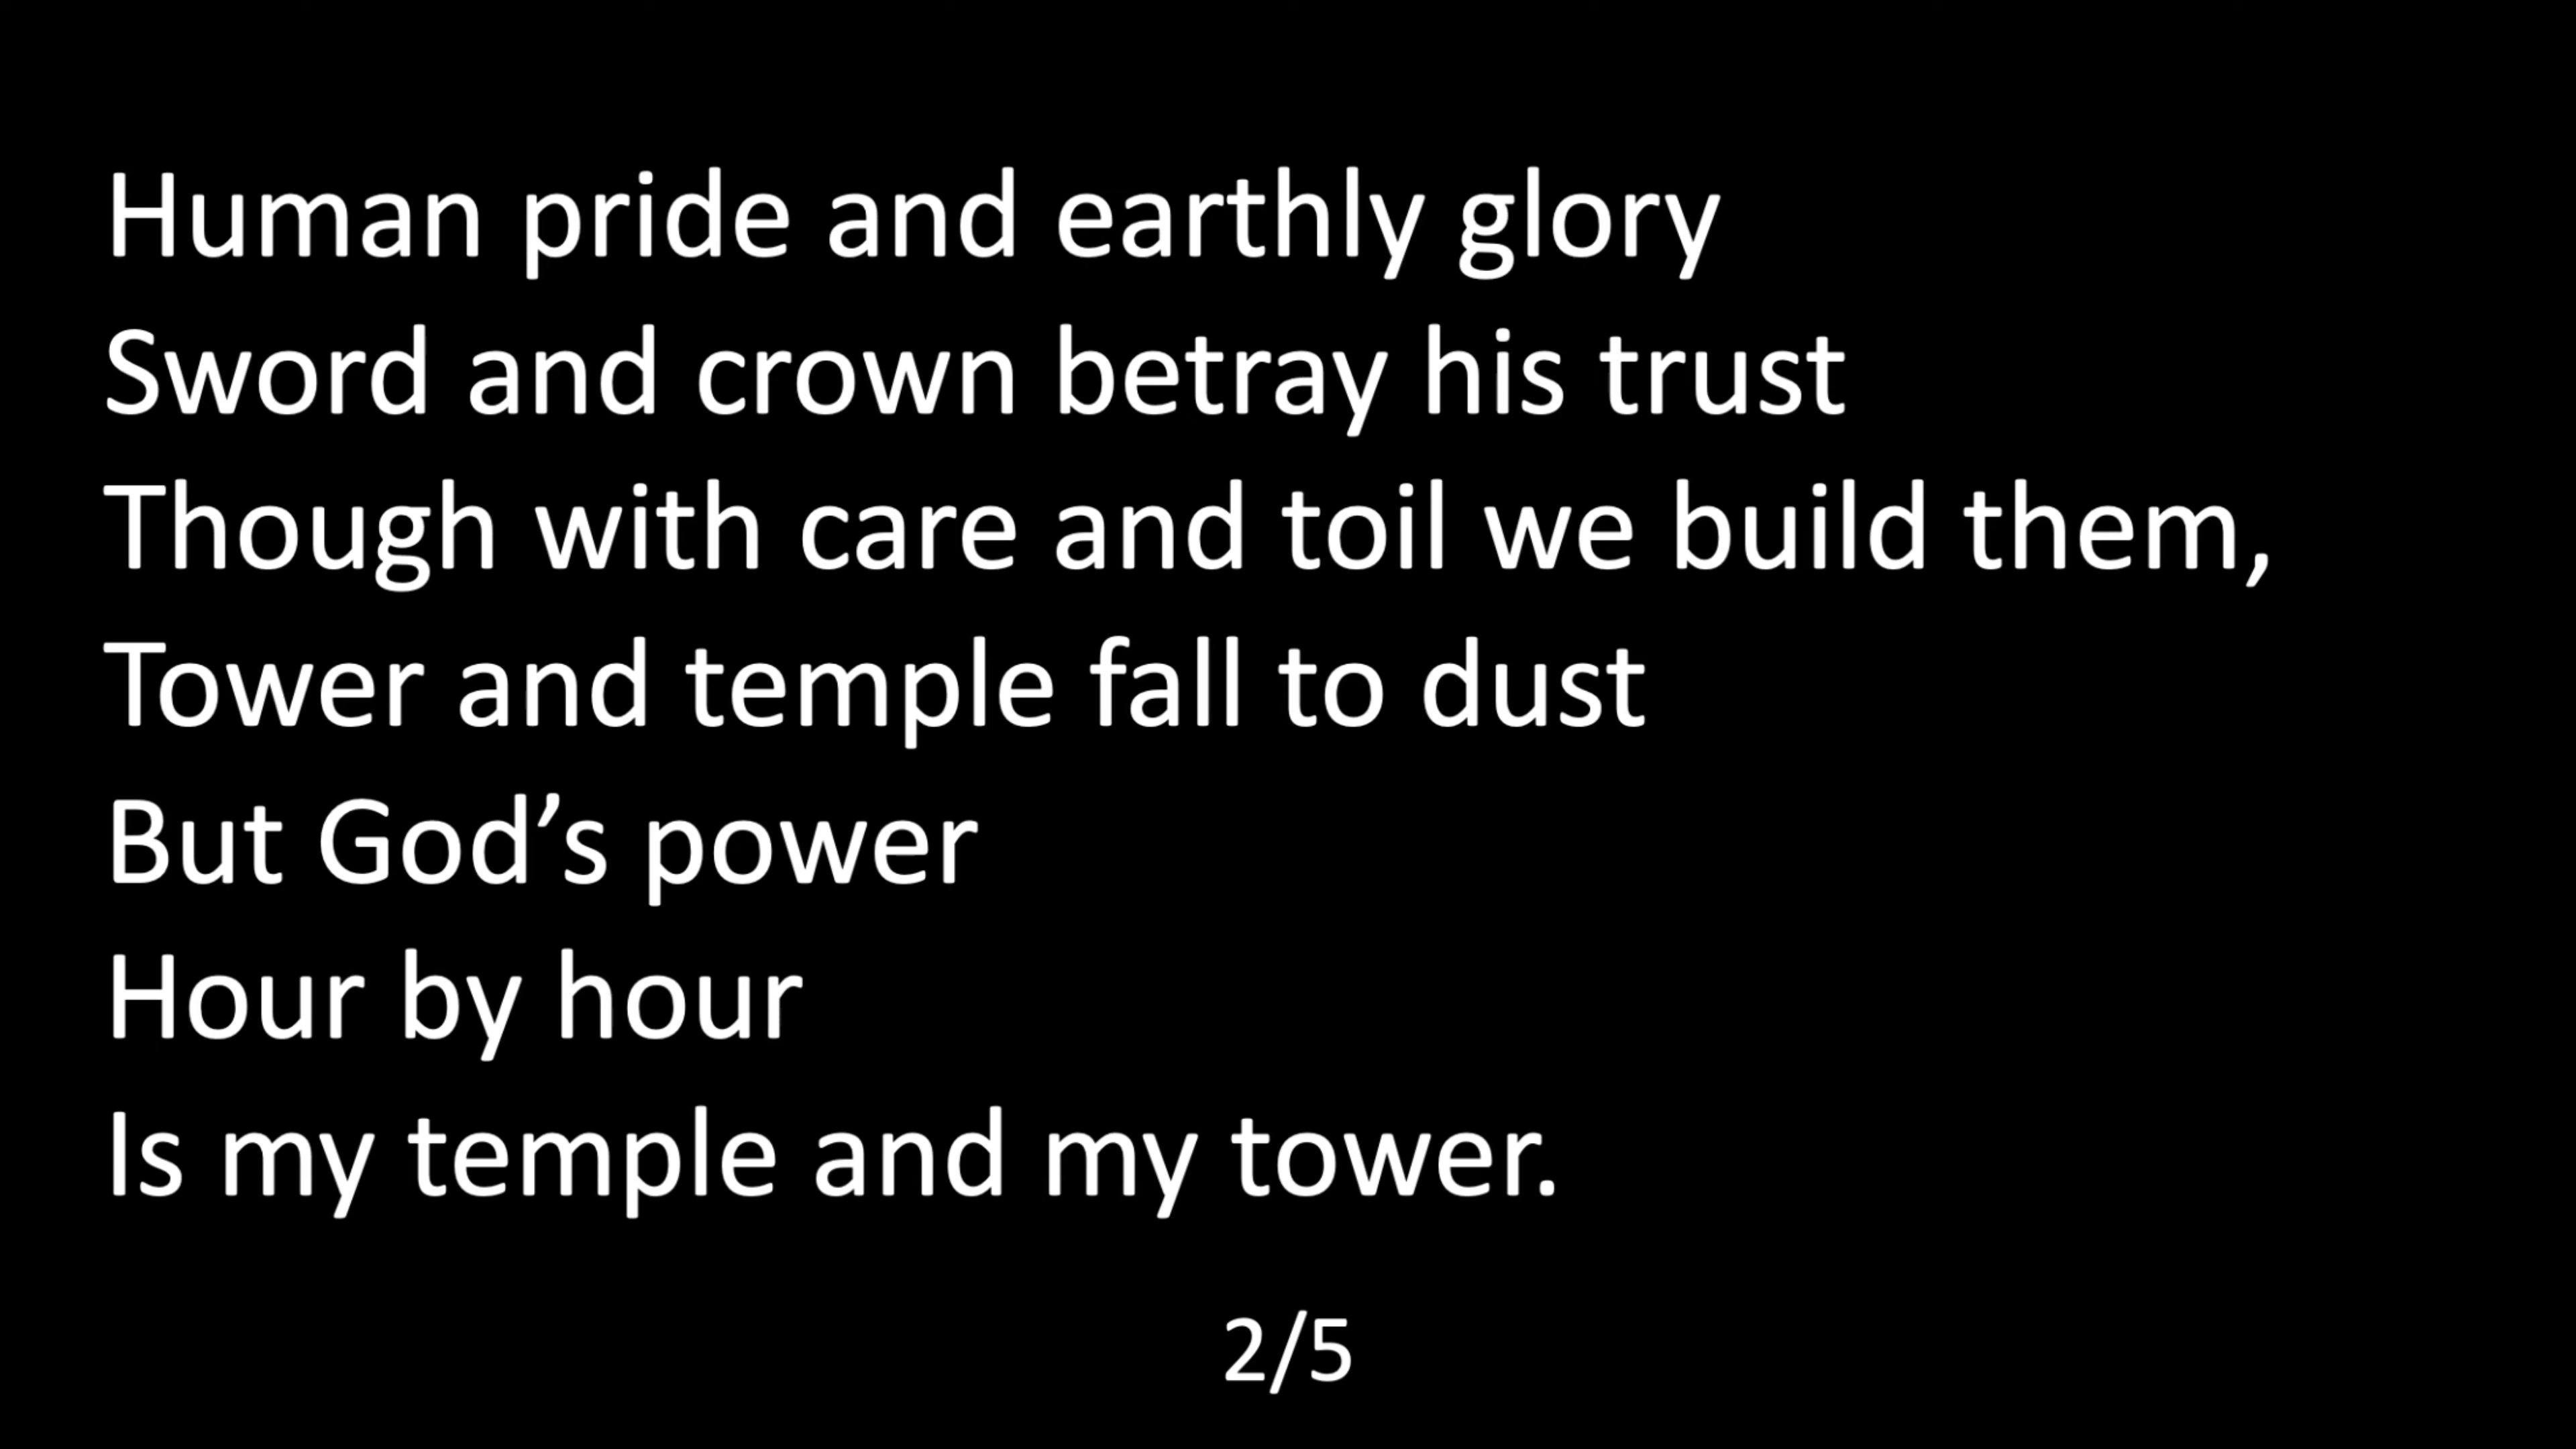 Human pride and earthly glory
Sword and crown betray his trust
Though with care and toil we build them,
Tower and temple fall to dust
But God’s power
Hour by hour
Is my temple and my tower.
2/5